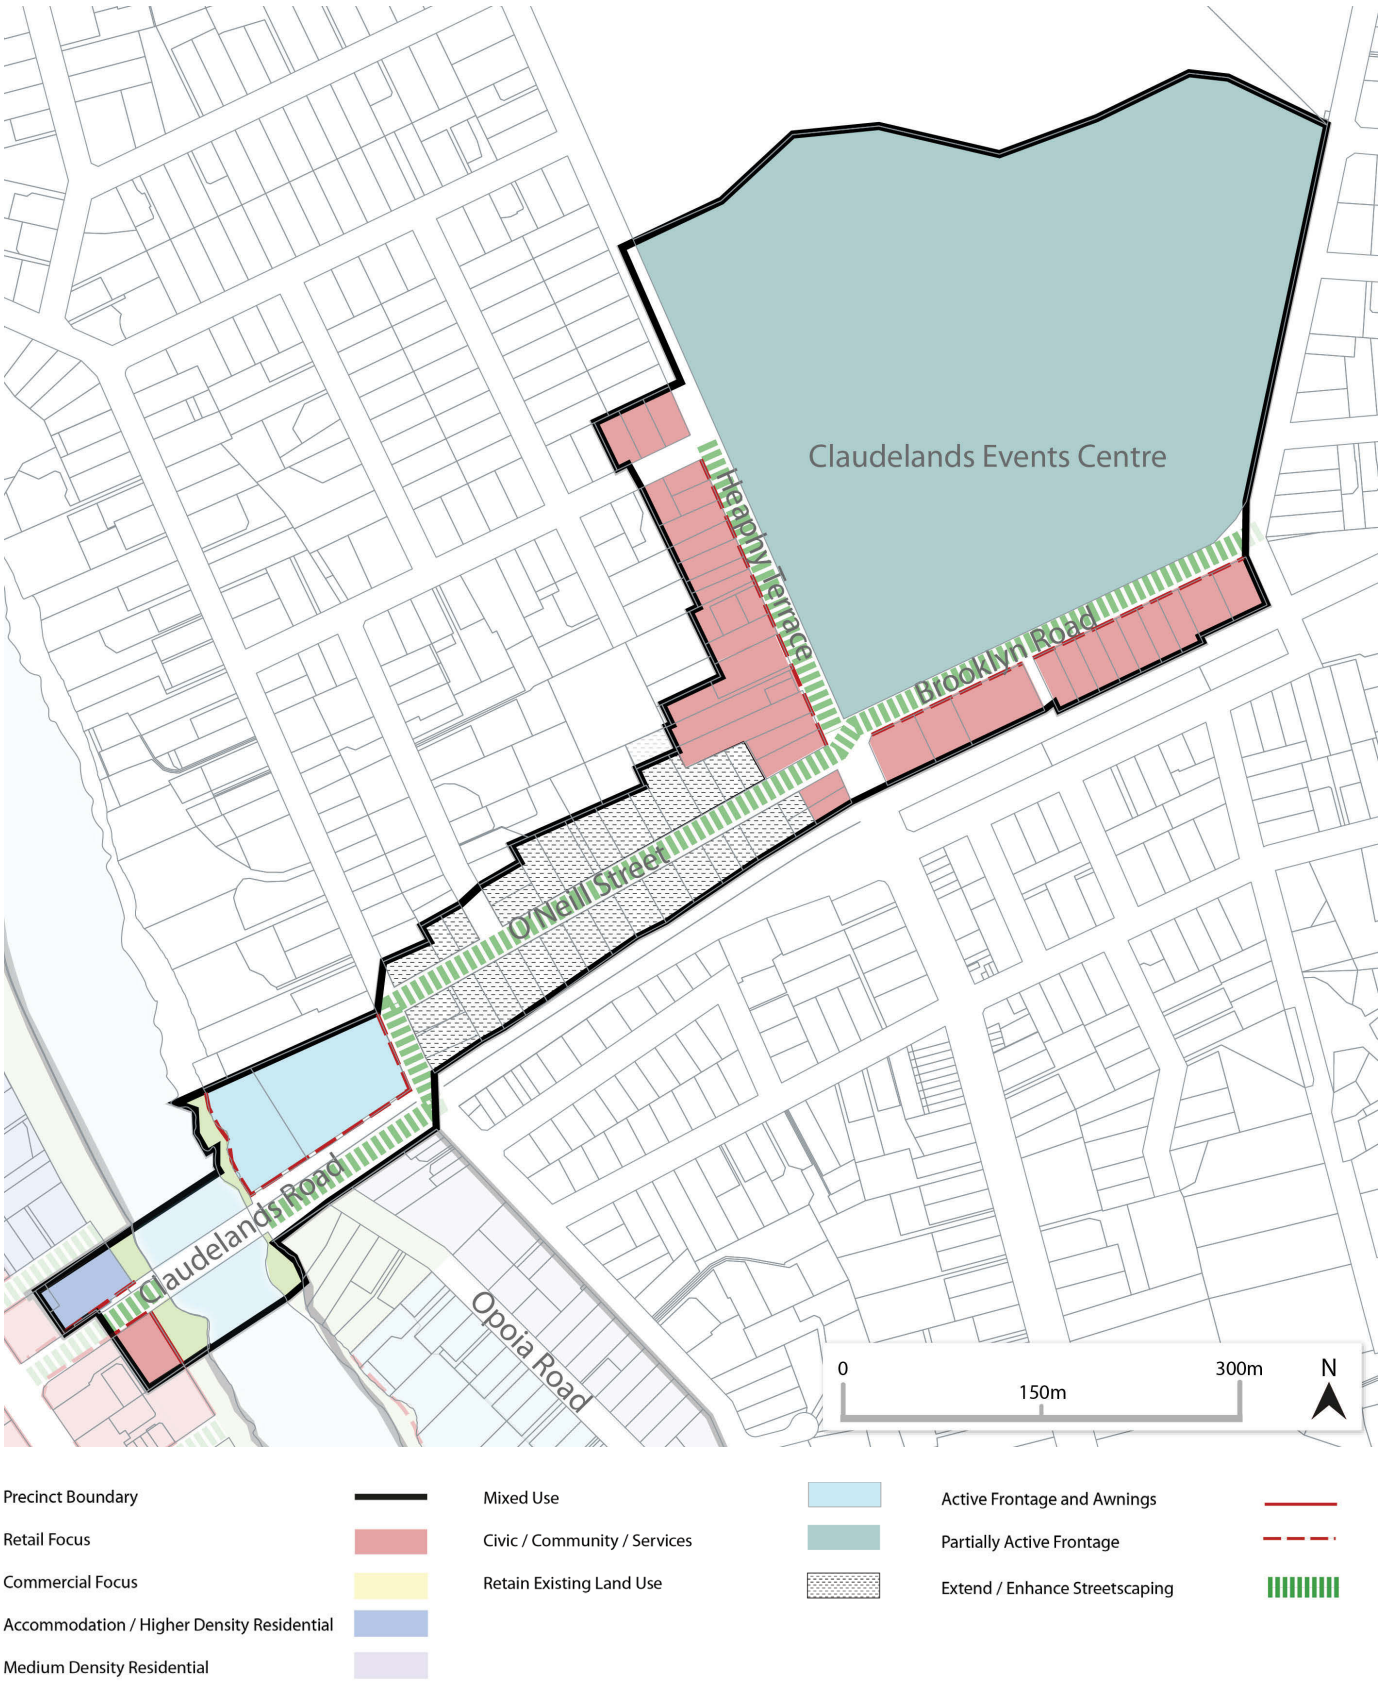 Claudelands Events Centre
Heaphy Terrace
Brooklyn Road
O'Neill Street
Claudelands Road
Opoia Road
0
150m
300m
N
Precinct Boundary
Retail Focus
Commercial Focus
Accommodation / Higher Density Residential
Medium Density Residential
Mixed Use
Civic / Community / Services
Retain Existing Land Use
Active Frontage and Awnings
Partially Active Frontage
Extend / Enhance Streetscaping